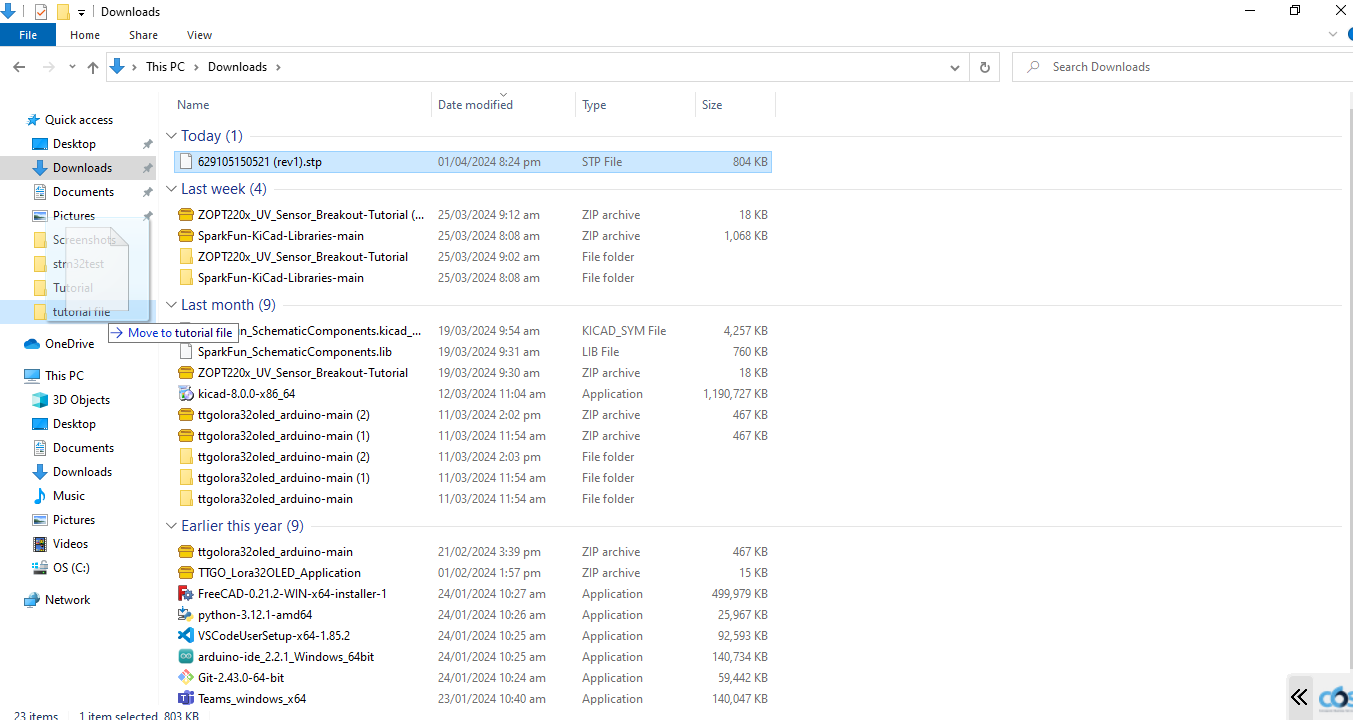 Downloads
File Home Share View
This PC Downloads Search Downloads
Name Date modified Type Size
Quick access
Desktop
Downloads
Documents
Pictures
Screenshots
stm32test
Tutorial
tutorial file
Move to tutorial file
OneDrive
This PC
3D Objects
Desktop
Documents
Downloads
Music
Pictures
Videos
OS (C:)
Network
Today (1)
629105150521 (rev1).stp 01/04/2024 8:24 pm STP File 804 KB
Last week (4)
ZOPT220x_UV_Sensor_Breakout-Tutorial (... 25/03/2024 9:12 am ZIP archive 18 KB
SparkFun-KiCad-Libraries-main 25/03/2024 8:08 am ZIP archive 1,068 KB
ZOPT220x_UV_Sensor_Breakout-Tutorial 25/03/2024 9:02 am File folder
SparkFun-KiCad-Libraries-main 25/03/2024 8:08 am File folder
Last month (9)
n_SchematicComponents.kicad_... 19/03/2024 9:54 am KICAD_SYM File 4,257 KB
SparkFun_SchematicComponents.lib 19/03/2024 9:31 am LIB File 760 KB
ZOPT220x_UV_Sensor_Breakout-Tutorial 19/03/2024 9:30 am ZIP archive 18 KB
kicad-8.0.0-x86_64 12/03/2024 11:04 am Application 1,190,727 KB
ttgolora32oled_arduino-main (2) 11/03/2024 2:02 pm ZIP archive 467 KB
ttgolora32oled_arduino-main (1) 11/03/2024 11:54 am ZIP archive 467 KB
ttgolora32oled_arduino-main (2) 11/03/2024 2:03 pm File folder
ttgolora32oled_arduino-main (1) 11/03/2024 11:54 am File folder
ttgolora32oled_arduino-main 11/03/2024 11:54 am File folder
Earlier this year (9)
ttgolora32oled_arduino-main 21/02/2024 3:39 pm ZIP archive 467 KB
TTGO_Lora32OLED_Application 01/02/2024 1:57 pm ZIP archive 15 KB
FreeCAD-0.21.2-WIN-x64-installer-1 24/01/2024 10:27 am Application 499,979 KB
python-3.12.1-amd64 24/01/2024 10:26 am Application 25,967 KB
VSCodeUserSetup-x64-1.85.2 24/01/2024 10:25 am Application 92,593 KB
arduino-ide_2.2.1_Windows_64bit 24/01/2024 10:25 am Application 140,734 KB
Git-2.43.0-64-bit 24/01/2024 10:24 am Application 59,442 KB
Teams_windows_x64 23/01/2024 10:40 am Application 140,047 KB
23 items 1 item selected 803 KB